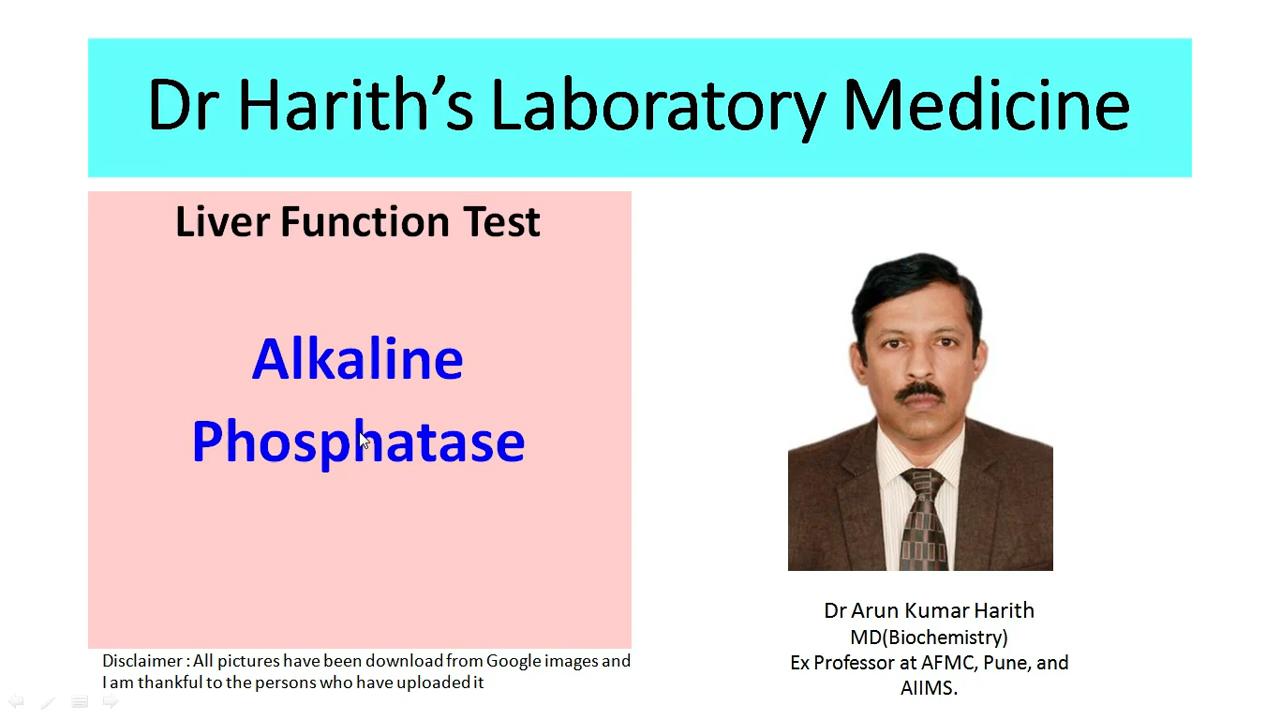 Dr Harith’s Laboratory Medicine
Liver Function Test
Alkaline
Phosphatase
Disclaimer : All pictures have been download from Google images and
I am thankful to the persons who have uploaded it
Dr Arun Kumar Harith
MD(Biochemistry)
Ex Professor at AFMC, Pune, and
AIIMS.